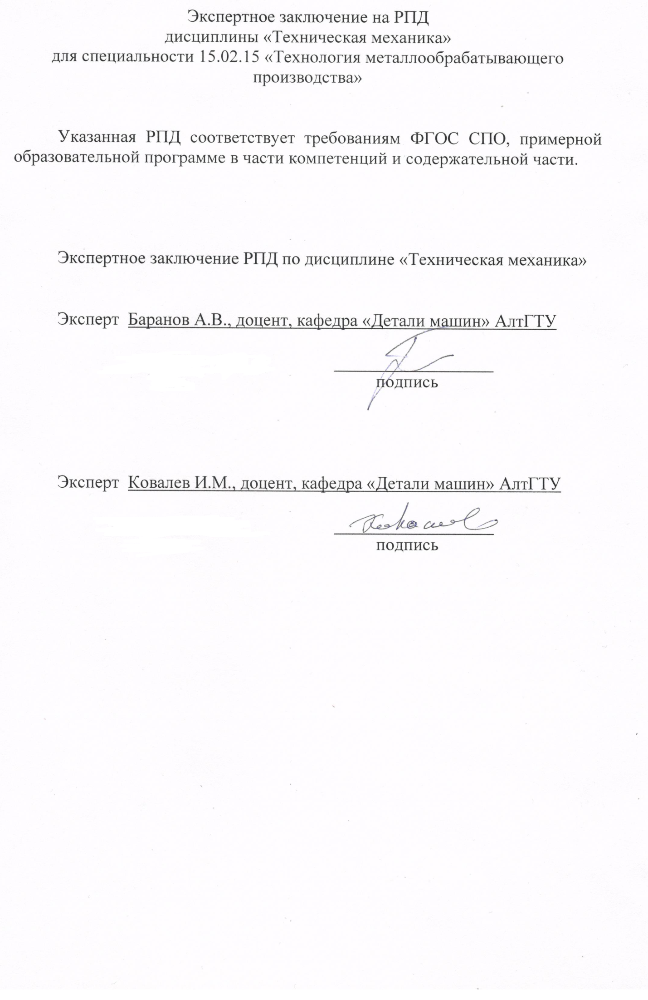 Экспертное заключение на РПД
дисциплины «Техническая механика»
для специальности 15.02.15 «Технология металлообрабатывающего
производства»
Указанная РПД соответствует требованиям ФГОС СПО, примерной
образовательной программе в части компетенций и содержательной части.
Экспертное заключение РПД по дисциплине «Техническая механика»
Эксперт Баранов А.В., доцент, кафедра «Детали машин» АлтГТУ
подпись
Эксперт Ковалев И.М., доцент, кафедра «Детали машин» АлтГТУ
подпись